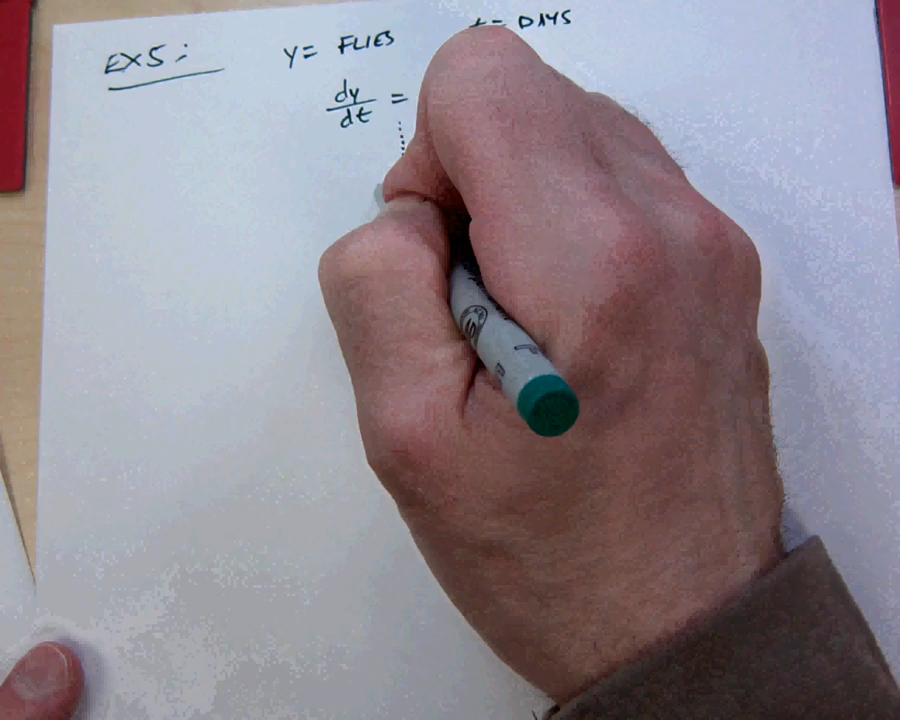 EX5: y= FLIES t= DAYS
dy/dt =